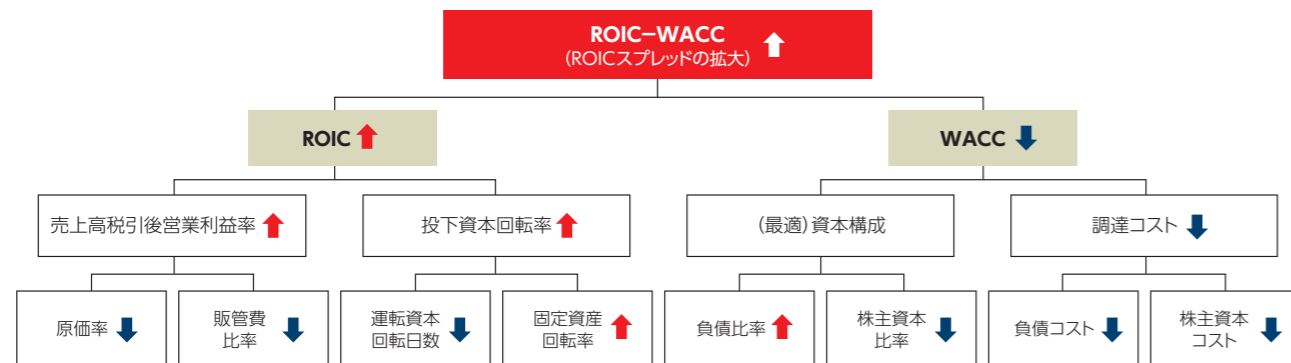 ROIC−WACC
(ROICスプレッドの拡大)
ROIC
WACC
売上高税引後営業利益率
投下資本回転率
(最適)資本構成
調達コスト
原価率
販管費
比率
運転資本
回転日数
固定資産
回転率
負債比率
株主資本
比率
負債コスト
株主資本
コスト